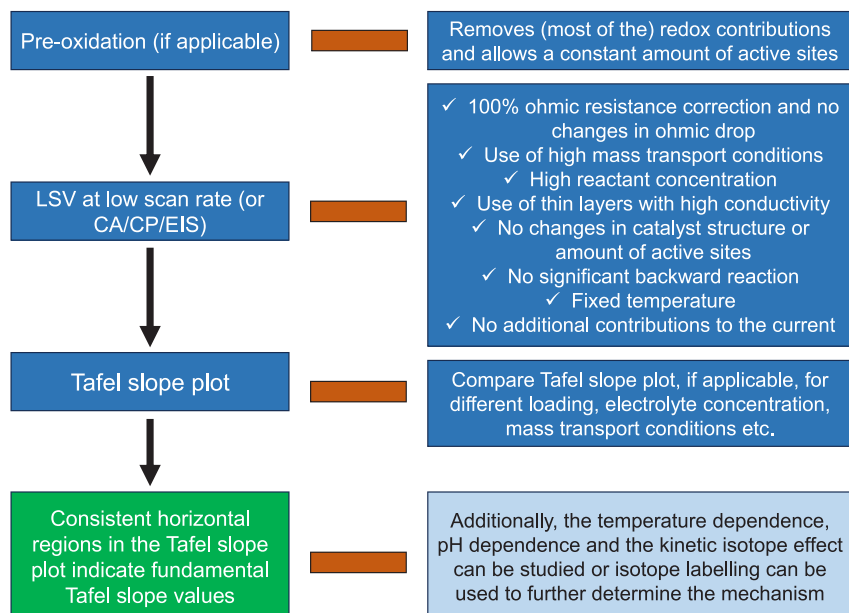 Pre-oxidation (if applicable)
Removes (most of the) redox contributions
and allows a constant amount of active sites
LSV at low scan rate (or
CA/CP/EIS)
✓ 100% ohmic resistance correction and no
changes in ohmic drop
✓ Use of high mass transport conditions
✓ High reactant concentration
✓ Use of thin layers with high conductivity
✓ No changes in catalyst structure or
amount of active sites
✓ No significant backward reaction
✓ Fixed temperature
✓ No additional contributions to the current
Tafel slope plot
Compare Tafel slope plot, if applicable, for
different loading, electrolyte concentration,
mass transport conditions etc.
Consistent horizontal
regions in the Tafel slope
plot indicate fundamental
Tafel slope values
Additionally, the temperature dependence,
pH dependence and the kinetic isotope effect
can be studied or isotope labelling can be
used to further determine the mechanism